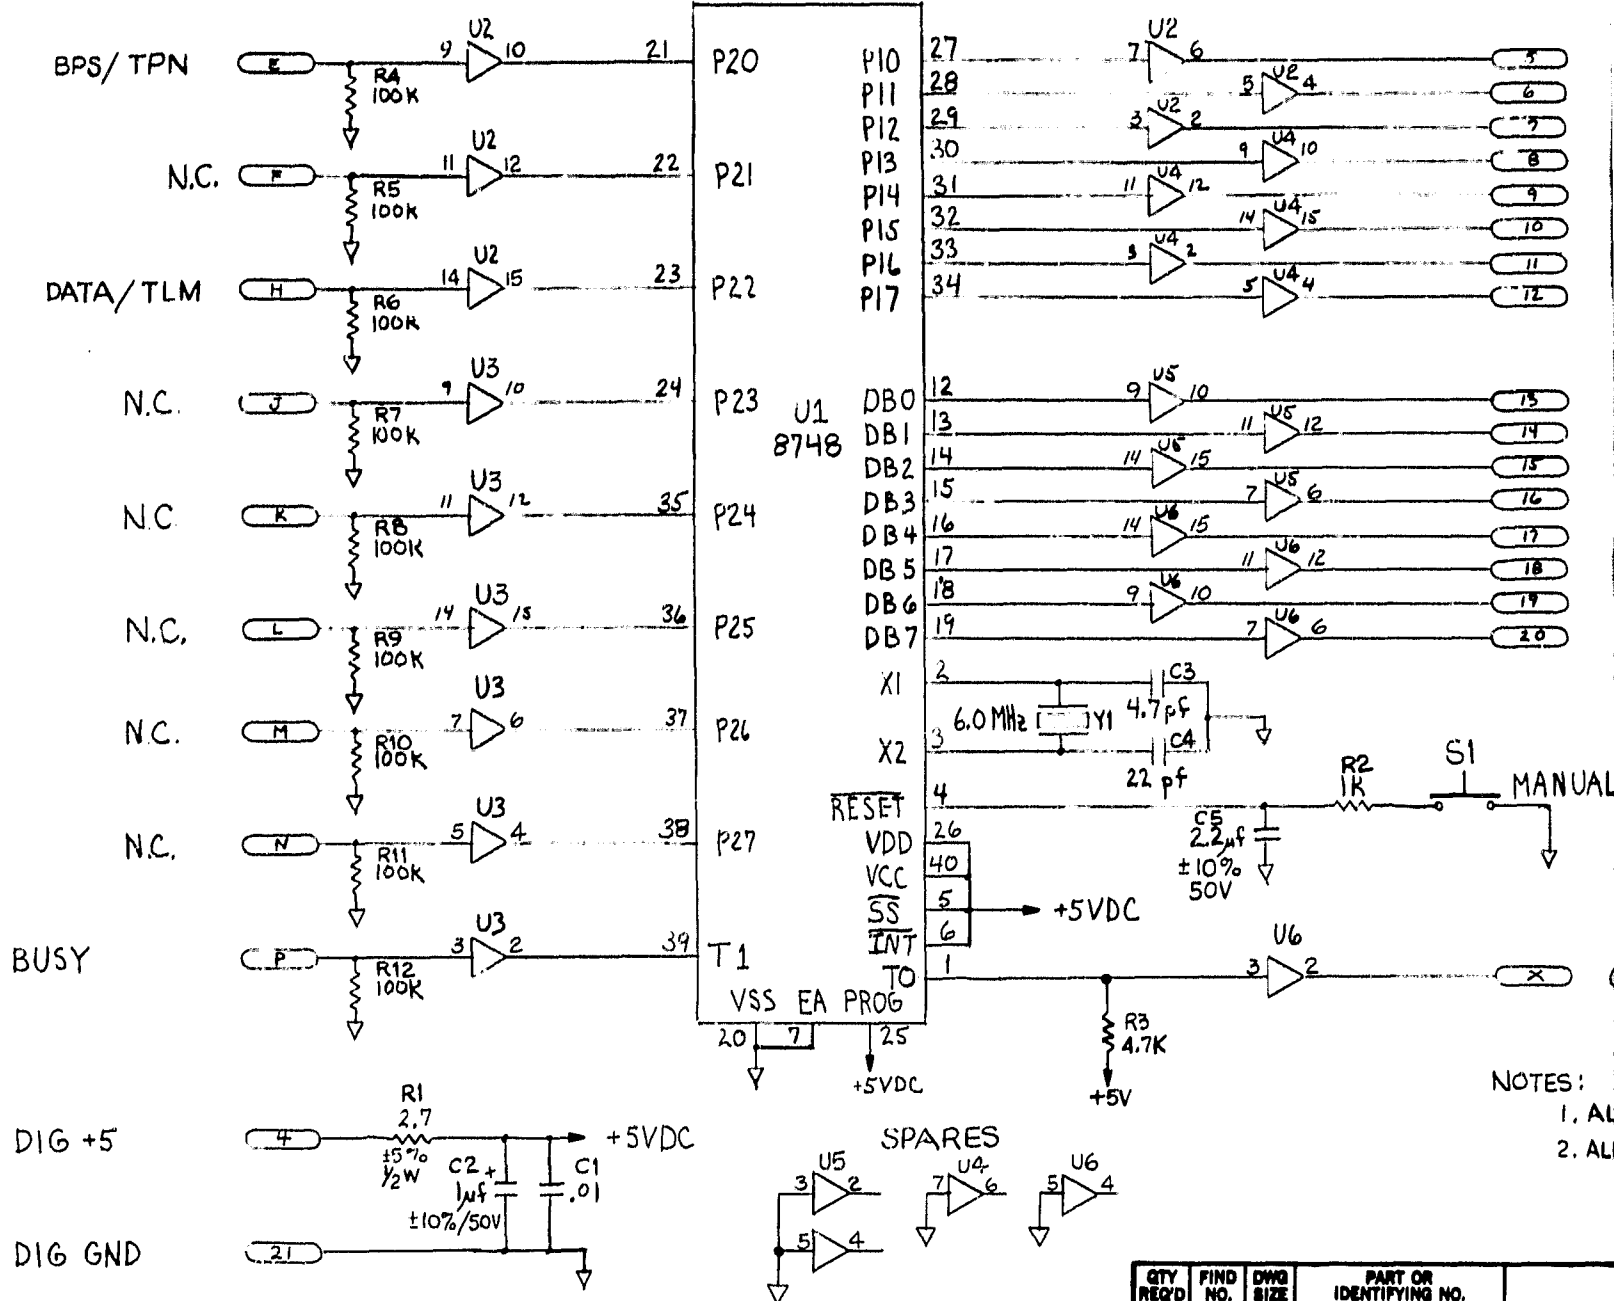 BPS/TPN E R4 100K 9 U2 10 21 P20
N.C. F R5 100K 11 U2 12 22 P21
DATA/TLM H R6 100K 14 U2 15 23 P22
N.C. J R7 100K 9 U3 10 24 P23
N.C K R8 100K 11 U3 12 35 P24
N.C. L R9 100K 14 U3 15 36 P25
N.C. M R10 100K 7 U3 6 37 P26
N.C. N R11 100K 5 U3 4 38 P27
BUSY P R12 100K 3 U3 2 39 T1
U1
8748
P10 27 7 U2 6 5
P11 28 5 U2 4 6
P12 29 3 U2 2 7
P13 30 9 U4 10 8
P14 31 11 U4 12 9
P15 32 14 U4 15 10
P16 33 3 U4 2 11
P17 34 5 U4 4 12
DB0 12 9 U5 10 13
DB1 13 11 U5 12 14
DB2 14 14 U5 15 15
DB3 15 7 U5 6 16
DB4 16 14 U6 15 17
DB5 17 11 U6 12 18
DB6 18 9 U6 10 19
DB7 19 7 U6 6 20
X1 2 C3 4.7 pf
6.0 MHz Y1
X2 3 C4 22 pf
RESET 4 R2 1K S1 MANUAL
C5
2.2µf
±10%
50V
VDD 26
VCC 40
SS 5 +5VDC
INT 6
T0 1 3 U6 2 X
R3
4.7K
+5V
VSS EA PROG
20 7 25
+5VDC
DIG +5 4 R1 2.7 ±5% ½W +5VDC
C2 + 1µf ±10%/50V
C1 .01
DIG GND 21
SPARES
3 U5 2 7 U4 6 5 U6 4
5 4
NOTES:
1. AL
2. ALL
QTY REQ'D FIND NO. DWG SIZE PART OR IDENTIFYING NO.